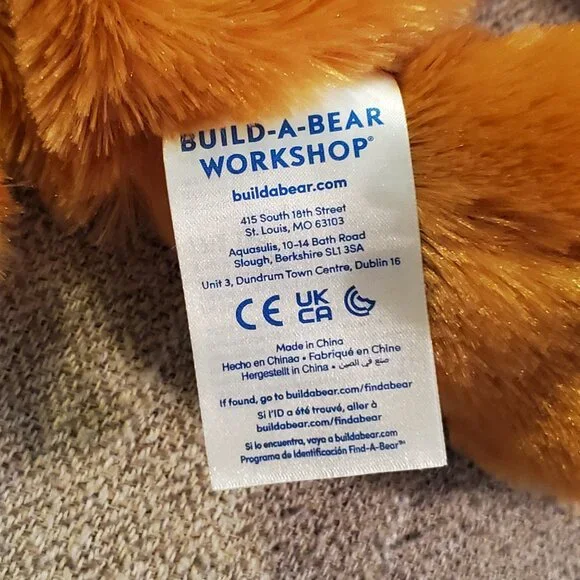 BUILD-A-BEAR
WORKSHOP®
buildabear.com
415 South 18th Street
St. Louis, MO 63103
Aquasulis, 10-14 Bath Road
Slough, Berkshire SL1 3SA
Unit 3, Dundrum Town Centre, Dublin 16
CE UK CA
Made in China
Hecho en Chinaa • Fabriqué en Chine
Hergestellt in China • صنع في الصين
If found, go to buildabear.com/findabear
Si l'ID a été trouvé, aller à
buildabear.com/findabear
Si lo encuentra, vaya a buildabear.com
Programa de Identificación Find-A-Bear™